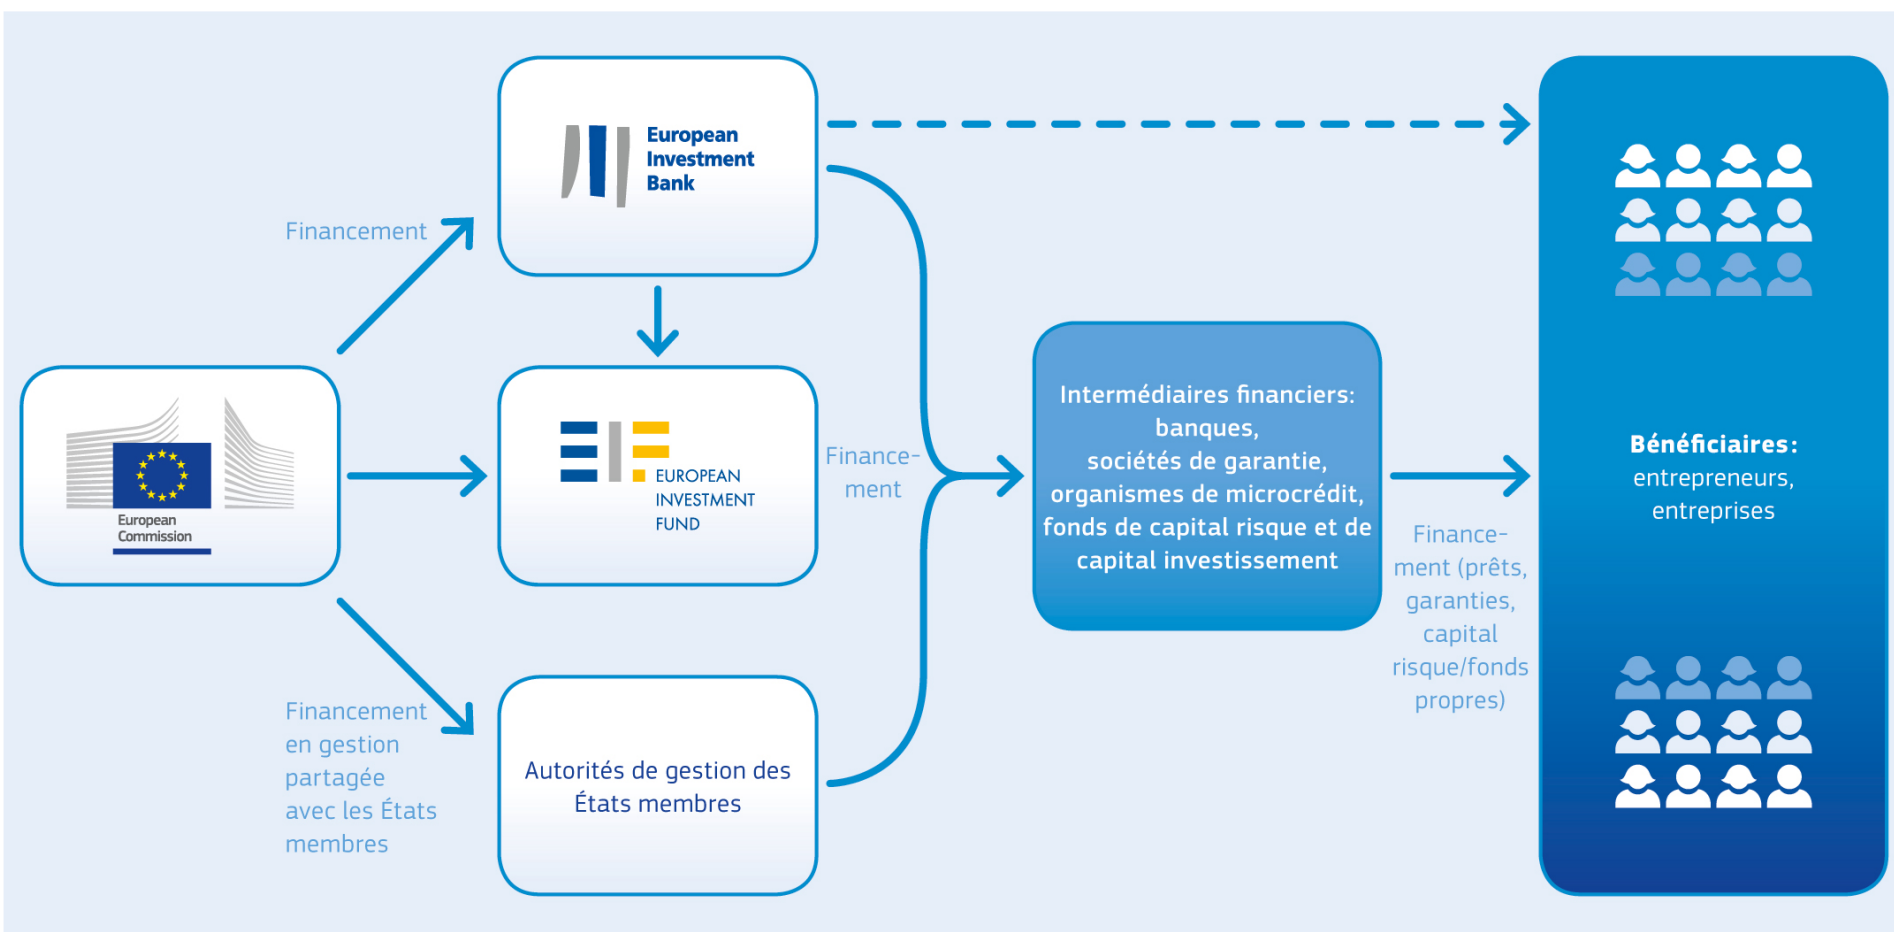 European
Investment
Bank
Financement
European
Commission
EUROPEAN
INVESTMENT
FUND
Finance-
ment
Financement
en gestion
partagée
avec les États
membres
Autorités de gestion des
États membres
Intermédiaires financiers:
banques,
sociétés de garantie,
organismes de microcrédit,
fonds de capital risque et de
capital investissement
Finance-
ment (prêts,
garanties,
capital
risque/fonds
propres)
Bénéficiaires:
entrepreneurs,
entreprises